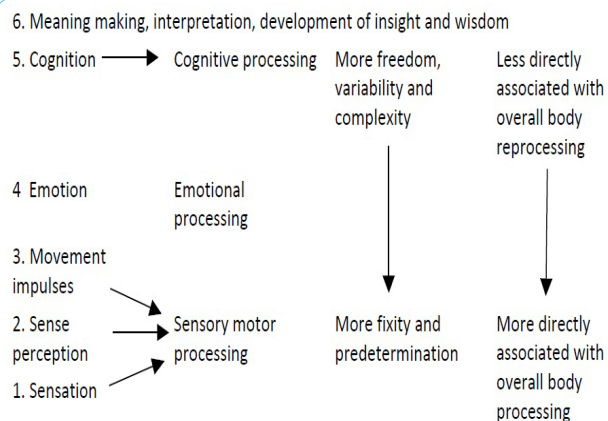 6. Meaning making, interpretation, development of insight and wisdom
5. Cognition
Cognitive processing
More freedom,
variability and
complexity
Less directly
associated with
overall body
reprocessing
4 Emotion
Emotional
processing
3. Movement
impulses
2. Sense
perception
1. Sensation
Sensory motor
processing
More fixity and
predetermination
More directly
associated with
overall body
processing